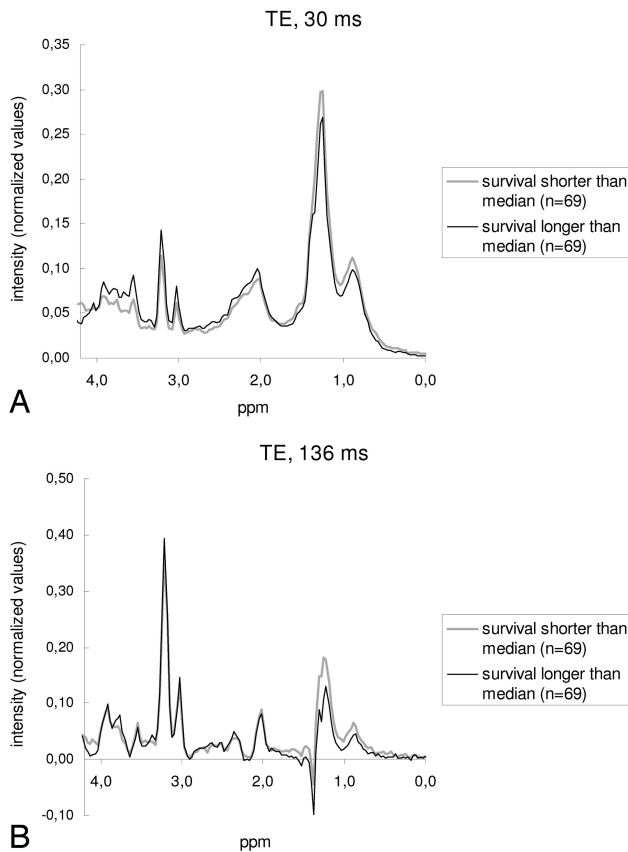 TE, 30 ms
0,35
0,30
0,25
0,20
0,15
0,10
0,05
0,00
intensity (normalized values)
4,0 3,0 2,0 1,0 0,0
ppm
survival shorter than
median (n=69)
survival longer than
median (n=69)
A
TE, 136 ms
0,50
0,40
0,30
0,20
0,10
0,00
-0,10
intensity (normalized values)
4,0 3,0 2,0 1,0 0,0
ppm
survival shorter than
median (n=69)
survival longer than
median (n=69)
B